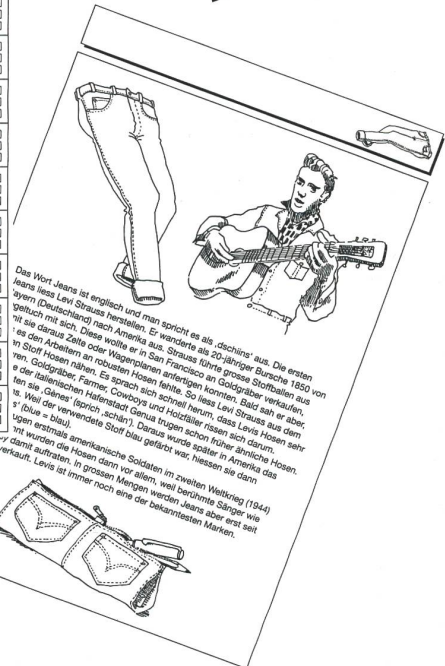 Das Wort Jeans ist englisch und man spricht es als ‚dschiins' aus. Die ersten
Jeans liess Levi Strauss herstellen. Er wanderte als 20-jähriger Bursche 1850 von
ayern (Deutschland) nach Amerika aus. Strauss führte grosse Stoffballen aus
geltuch mit sich. Diese wollte er in San Francisco an Goldgräber verkaufen,
mit sie daraus Zelte oder Wagenplanen anfertigen konnten. Bald sah er aber,
es den Arbeitern an robusten Hosen fehlte. So liess Levi Strauss aus dem
n Stoff Hosen nähen. Es sprach sich schnell herum, dass Levis Hosen sehr
ren. Goldgräber, Farmer, Cowboys und Holzfäller rissen sich darum.
e der italienischen Hafenstadt Genua trugen schon früher ähnliche Hosen.
ten sie ‚Gênes' (sprich ‚schän'). Daraus wurde später in Amerika das
s. Weil der verwendete Stoff blau gefärbt war, hiessen sie dann
s' (blue = blau).
ugen erstmals amerikanische Soldaten im zweiten Weltkrieg (1944)
nnt wurden die Hosen dann vor allem, weil berühmte Sänger wie
ey damit auftraten. In grossen Mengen werden Jeans aber erst seit
verkauft. Levis ist immer noch eine der bekanntesten Marken.